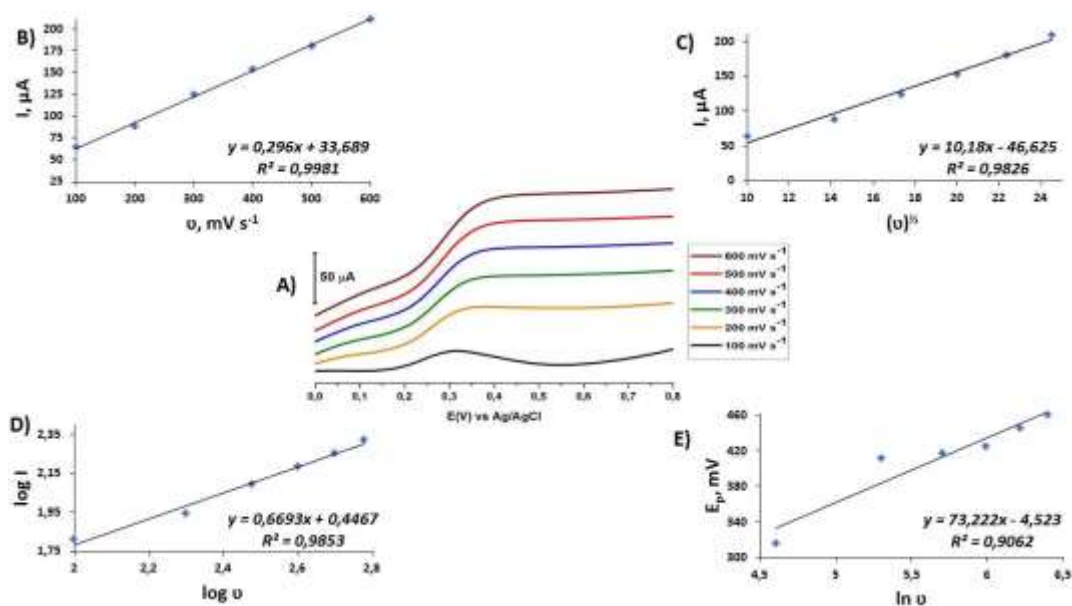 B)
I, μA
200
175
150
125
100
75
50
25
100
200
300
400
500
600
υ, mV s⁻¹
y = 0,296x + 33,689
R² = 0,9981
C)
I, μA
200
150
100
50
0
10
12
14
16
18
20
22
24
(υ)^½
y = 10,18x - 46,625
R² = 0,9826
A)
50 μA
600 mV s⁻¹
500 mV s⁻¹
400 mV s⁻¹
300 mV s⁻¹
200 mV s⁻¹
100 mV s⁻¹
0,0
0,1
0,2
0,3
0,4
0,5
0,6
0,7
0,8
E(V) vs Ag/AgCl
D)
log I
2,35
2,15
1,95
1,75
2
2,2
2,4
2,6
2,8
log υ
y = 0,6693x + 0,4467
R² = 0,9853
E)
Eₚ, mV
460
420
380
340
300
4,5
5
5,5
6
6,5
ln υ
y = 73,222x - 4,523
R² = 0,9062